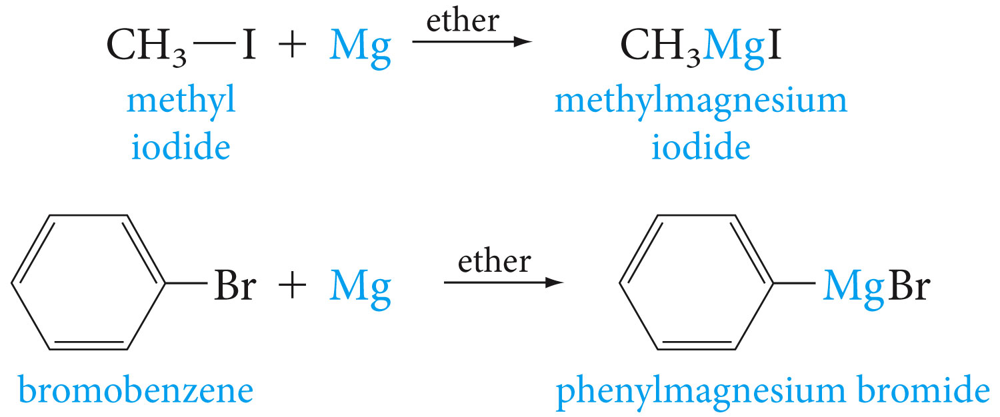 ether
CH₃—I + Mg → CH₃MgI
methyl iodide methylmagnesium iodide
ether
Br + Mg → MgBr
bromobenzene phenylmagnesium bromide